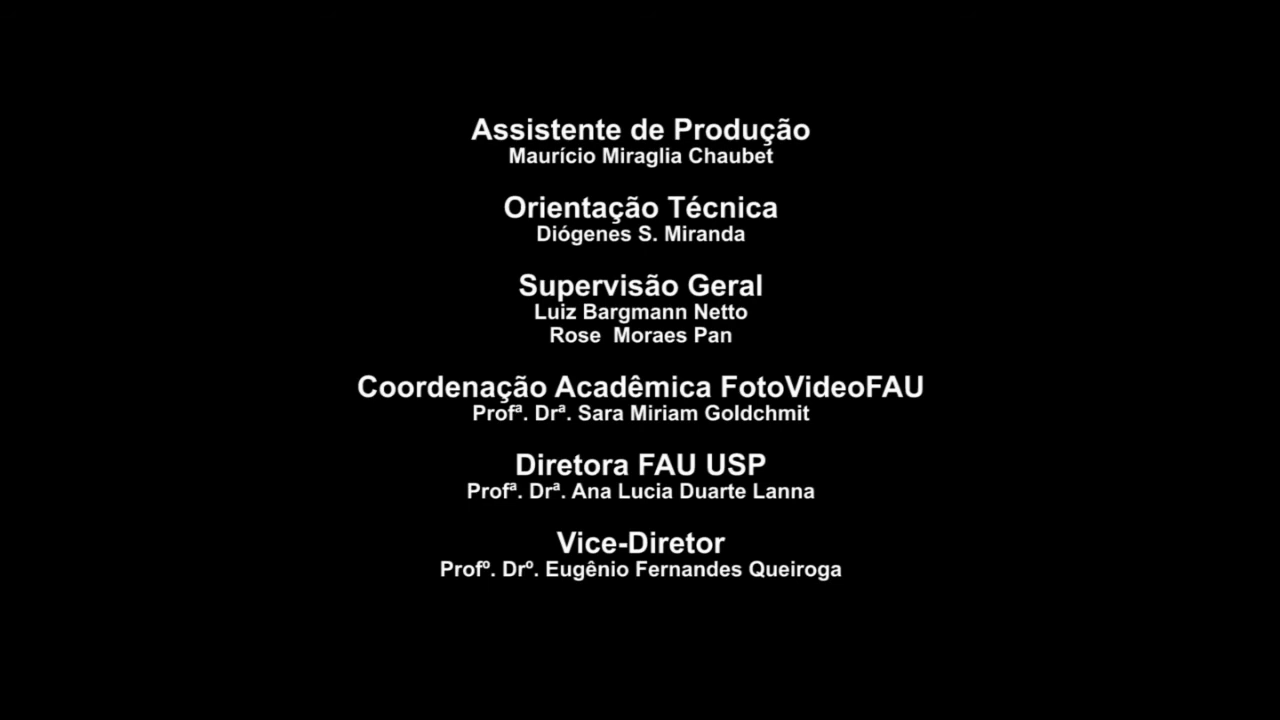 Assistente de Produção
Maurício Miraglia Chaubet
Orientação Técnica
Diógenes S. Miranda
Supervisão Geral
Luiz Bargmann Netto
Rose  Moraes Pan
Coordenação Acadêmica FotoVideoFAU
Profª. Drª. Sara Miriam Goldchmit
Diretora FAU USP
Profª. Drª. Ana Lucia Duarte Lanna
Vice-Diretor
Profº. Drº. Eugênio Fernandes Queiroga